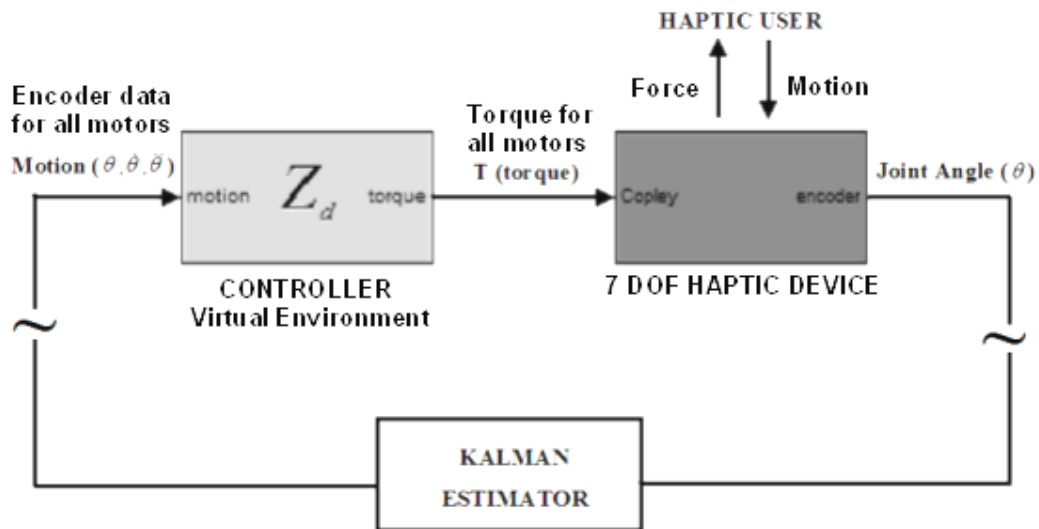 HAPTIC USER
Force
Motion
Encoder data
for all motors
Motion (θ, θ̇, θ̈)
motion
Z_d
torque
Torque for
all motors
T (torque)
Copley
encoder
Joint Angle (θ)
CONTROLLER
Virtual Environment
7 DOF HAPTIC DEVICE
~
~
KALMAN
ESTIMATOR